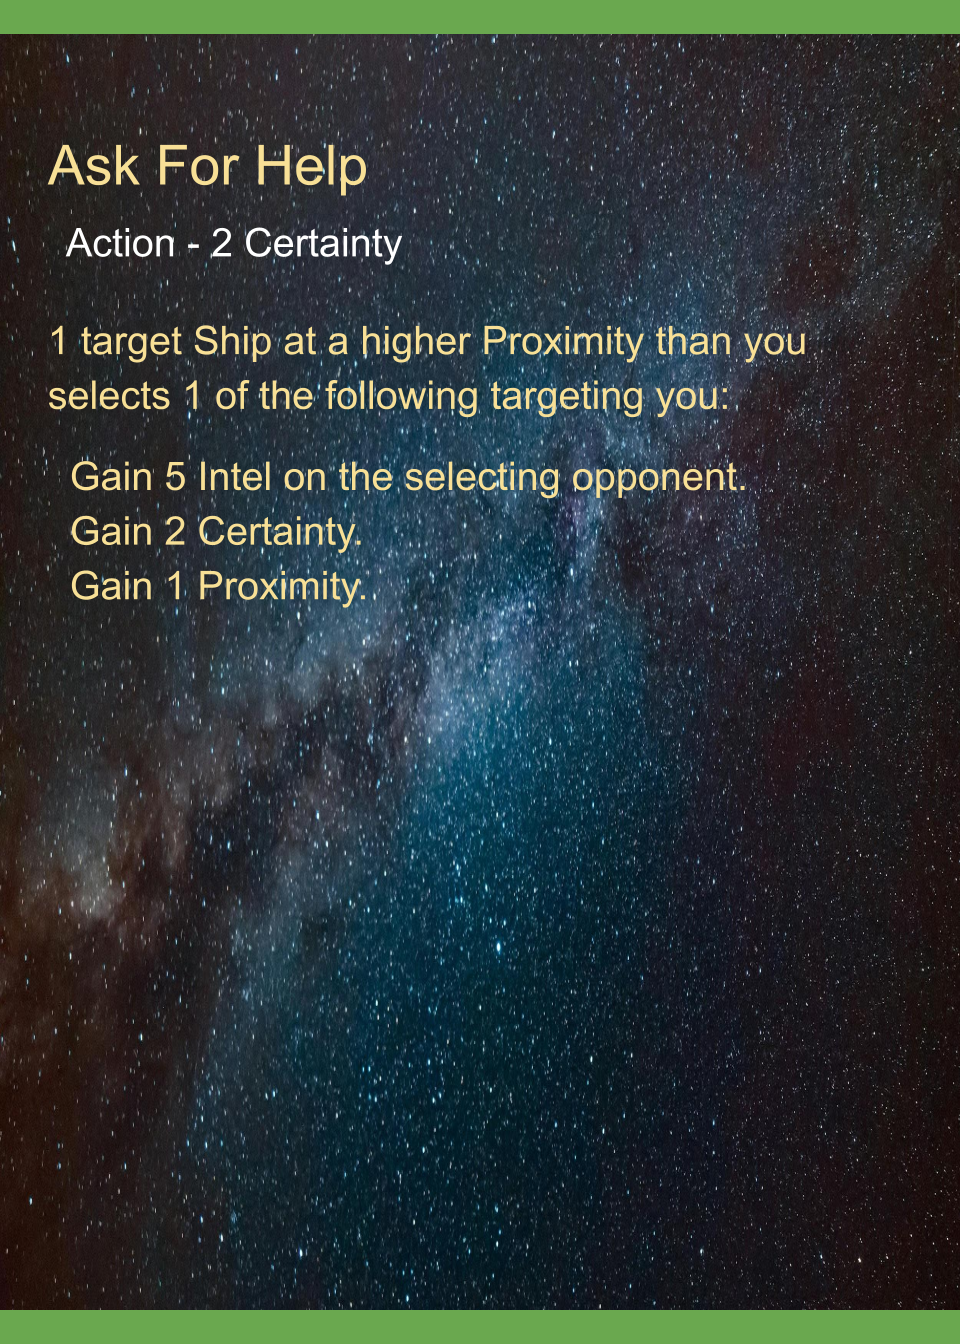 Ask For Help
Action - 2 Certainty
1 target Ship at a higher Proximity than you
selects 1 of the following targeting you:
Gain 5 Intel on the selecting opponent.
Gain 2 Certainty.
Gain 1 Proximity.